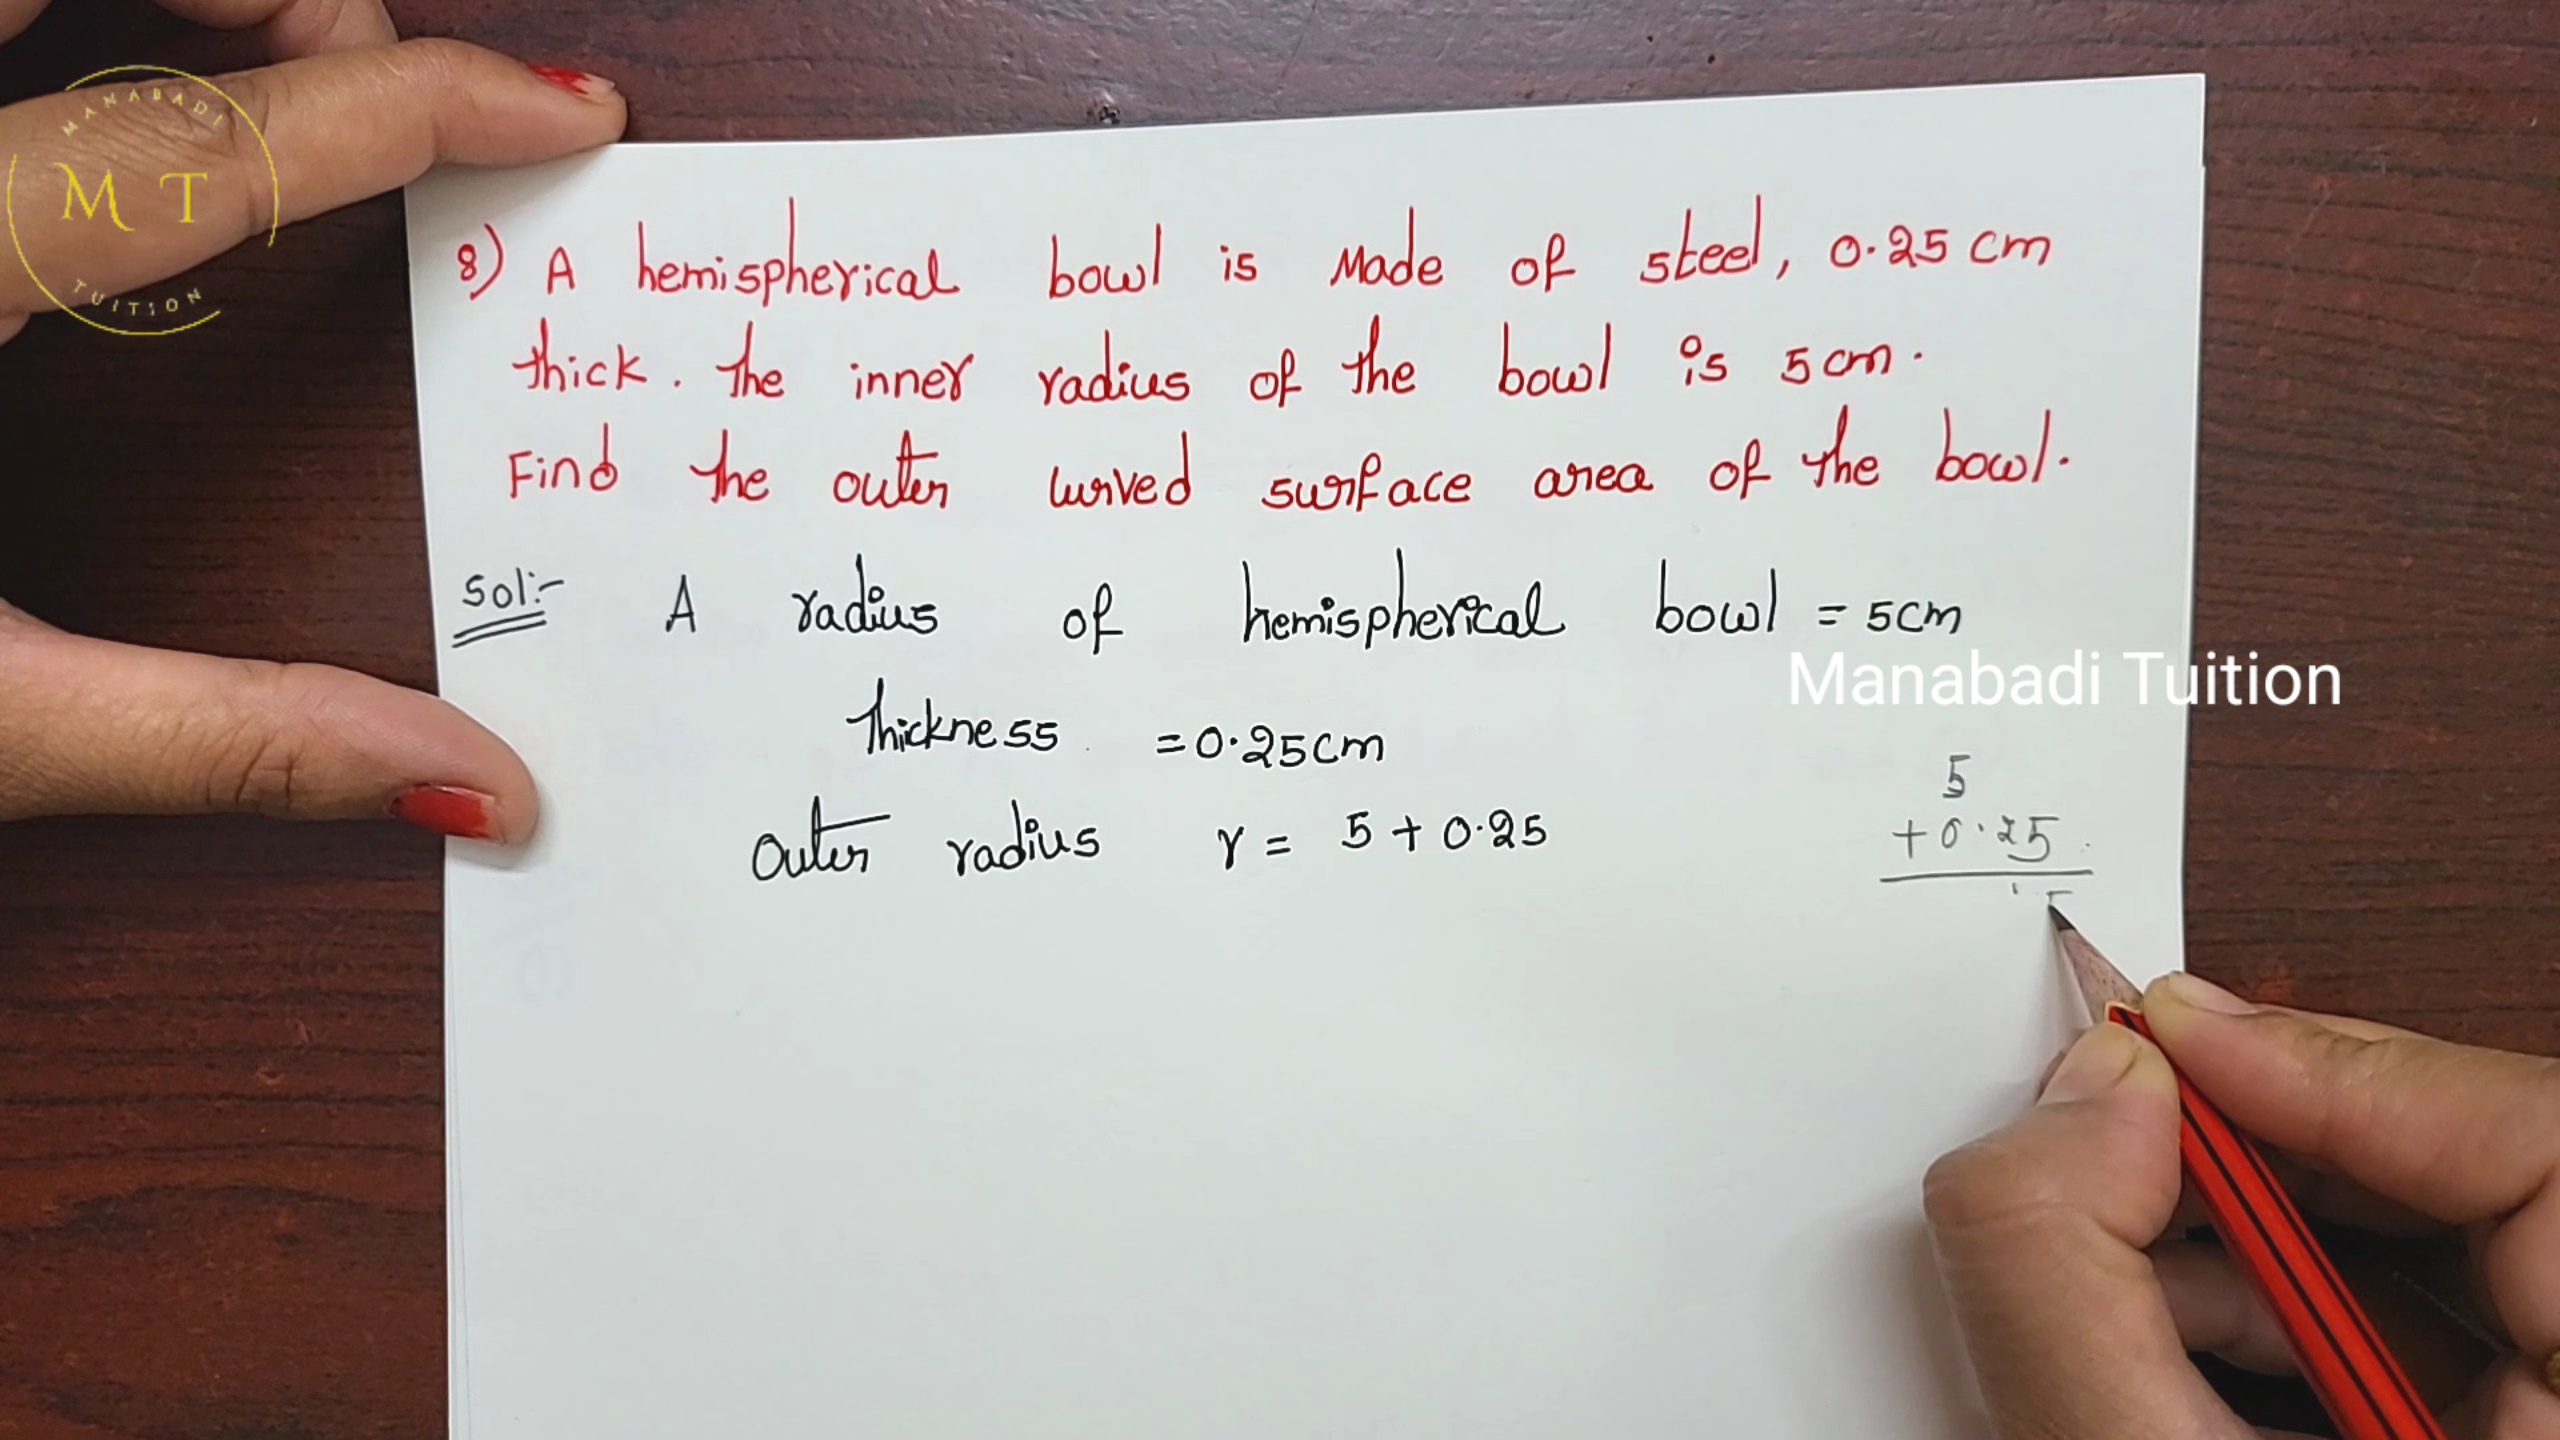 MANABADI
M T
TUITION
8) A hemispherical bowl is Made of steel, 0.25 cm
thick. The inner radius of the bowl is 5 cm.
Find the outer curved surface area of the bowl.
Sol:- A radius of hemispherical bowl = 5cm
Manabadi Tuition
Thickness = 0.25cm
Outer radius r = 5 + 0.25
5
+ 0.25